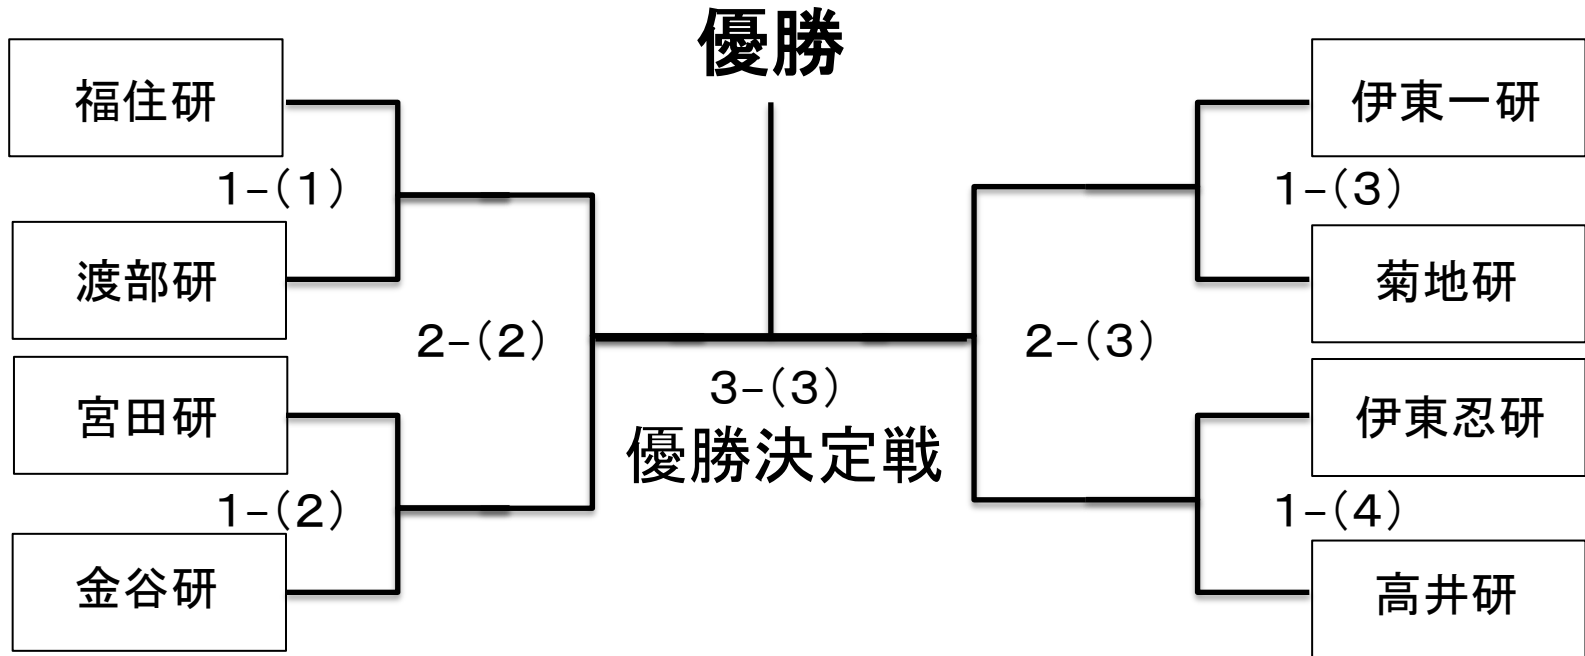 優勝
福住研
伊東一研
1-(1)
1-(3)
渡部研
菊地研
2-(2)
2-(3)
3-(3)
優勝決定戦
宮田研
伊東忍研
1-(2)
1-(4)
金谷研
高井研